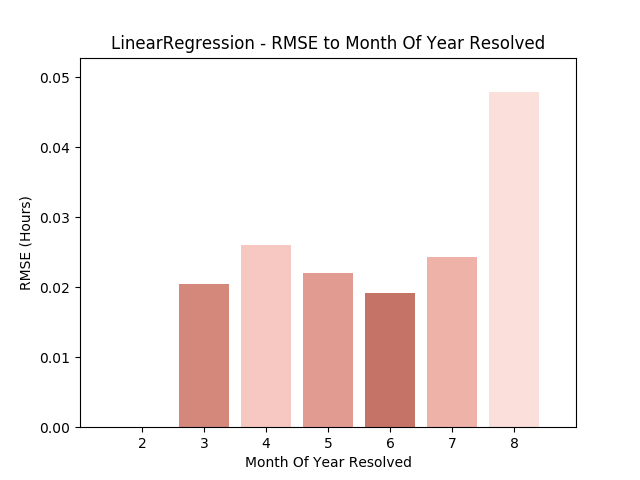 LinearRegression - RMSE to Month Of Year Resolved
0.05
0.04
0.03
0.02
0.01
0.00
RMSE (Hours)
2 3 4 5 6 7 8
Month Of Year Resolved